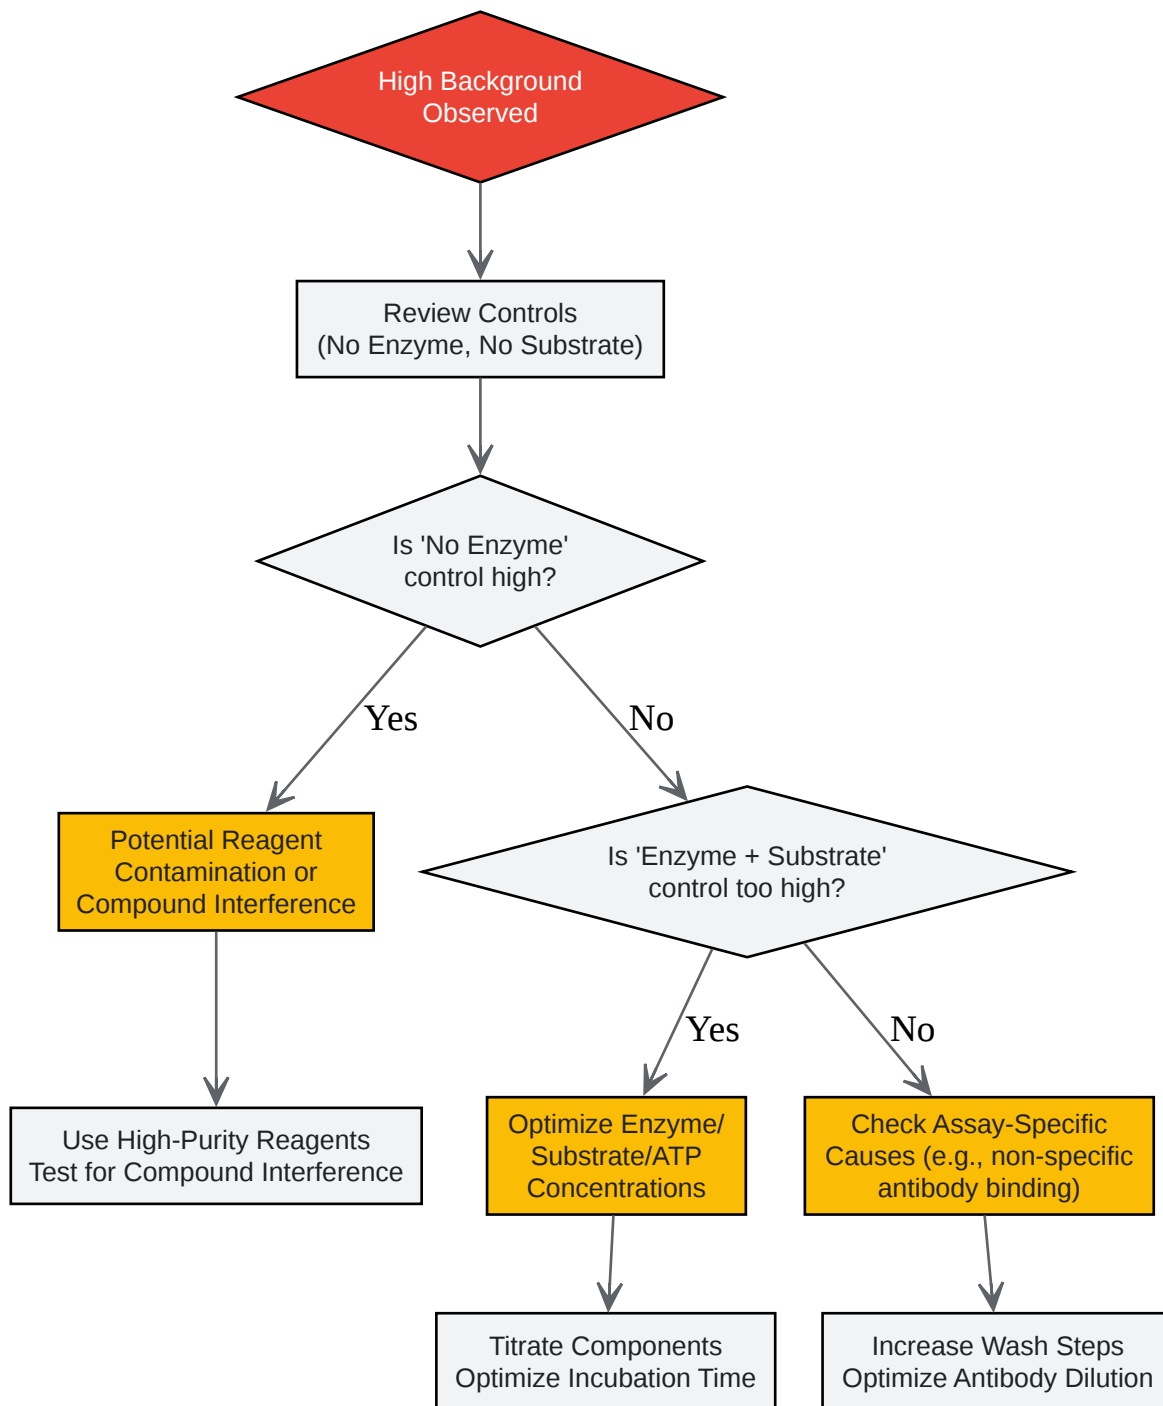 High Background
Observed
Review Controls
(No Enzyme, No Substrate)
Is 'No Enzyme'
control high?
Yes
No
Potential Reagent
Contamination or
Compound Interference
Is 'Enzyme + Substrate'
control too high?
Yes
No
Use High-Purity Reagents
Test for Compound Interference
Optimize Enzyme/
Substrate/ATP
Concentrations
Check Assay-Specific
Causes (e.g., non-specific
antibody binding)
Titrate Components
Optimize Incubation Time
Increase Wash Steps
Optimize Antibody Dilution